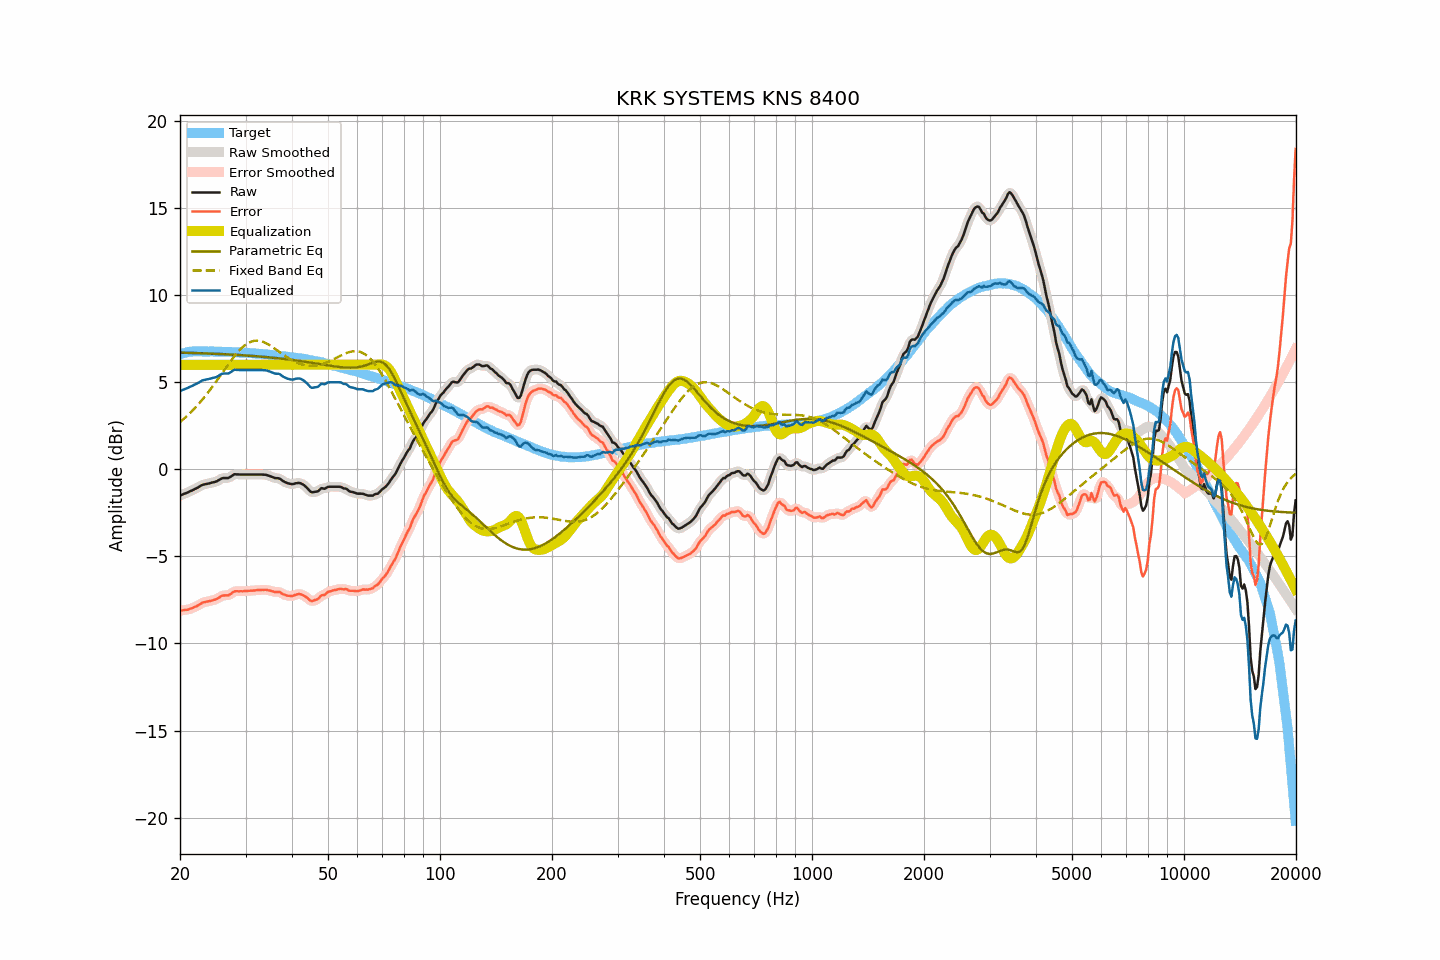 KRK SYSTEMS KNS 8400
Target
Raw Smoothed
Error Smoothed
Raw
Error
Equalization
Parametric Eq
Fixed Band Eq
Equalized
Amplitude (dBr)
20
15
10
5
0
−5
−10
−15
−20
20 50 100 200 500 1000 2000 5000 10000 20000
Frequency (Hz)